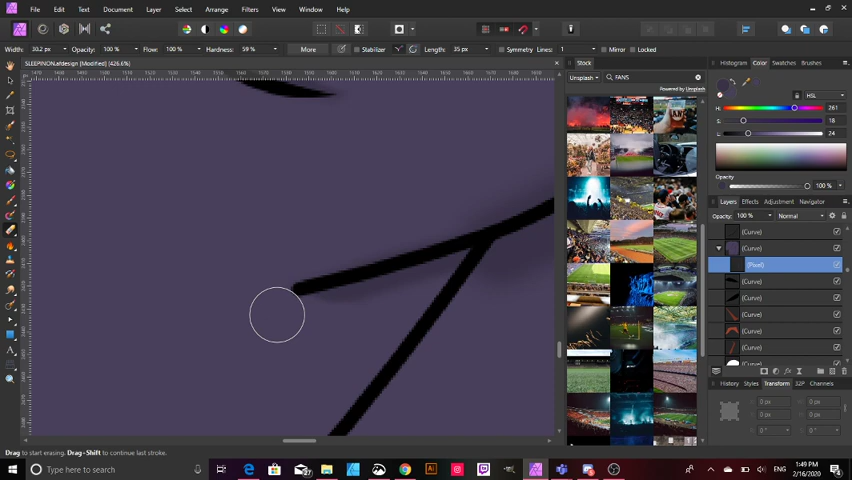 File Edit Text Document Layer Select Arrange Filters View Window Help
Width: 30.2 px Opacity: 100 % Flow: 100 % Hardness: 59 % More Stabilizer Length: 35 px Symmetry Lines: 1 Mirror Locked
SLEEPINON.afdesign [Modified] (426.6%)
Stock
Unsplash FANS
Powered by Unsplash
Histogram Color Swatches Brushes
HSL
H: 261
S: 18
L: 24
Opacity
100 %
Layers Effects Adjustment Navigator
Opacity: 100 % Normal
(Curve)
(Curve)
(Pixel)
(Curve)
(Curve)
(Curve)
(Curve)
(Curve)
(Curve)
History Styles Transform 32P Channels
X: 0 px W: 0 px
Y: 0 px H: 0 px
R: 0 ° S: 0 °
Drag to start erasing. Drag+Shift to continue last stroke.
Type here to search
ENG
1:49 PM
2/16/2020